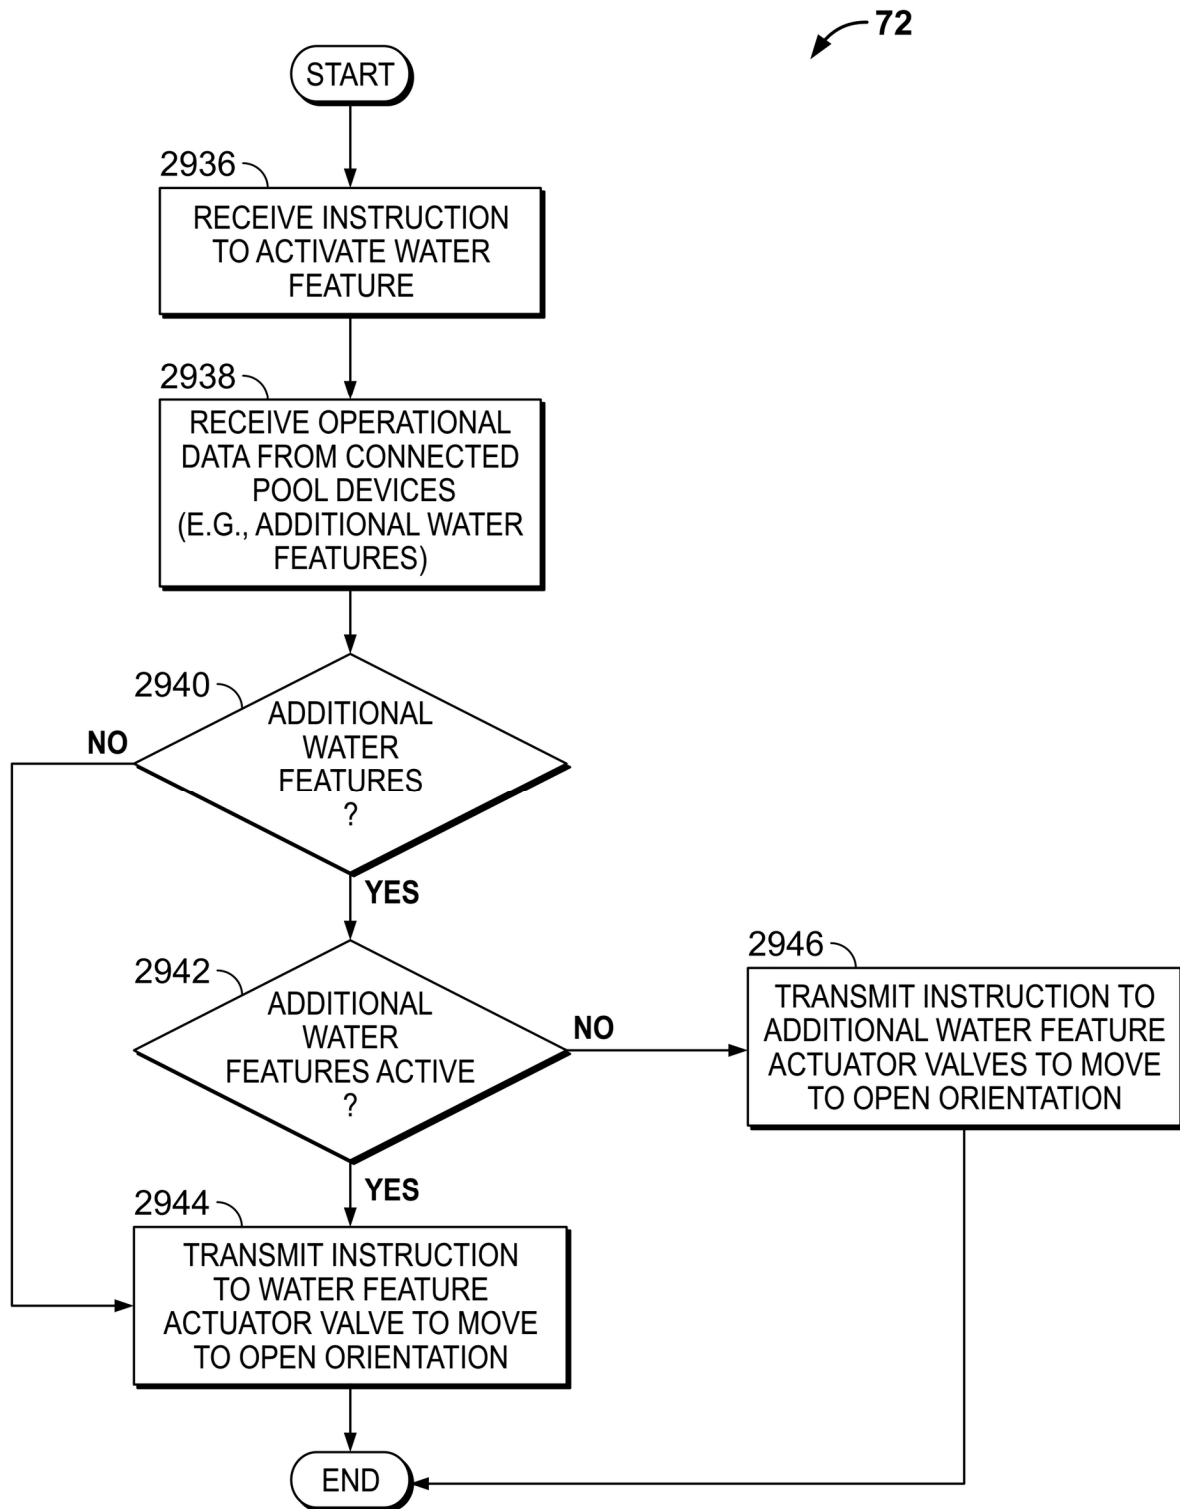 72
START
2936
RECEIVE INSTRUCTION
TO ACTIVATE WATER
FEATURE
2938
RECEIVE OPERATIONAL
DATA FROM CONNECTED
POOL DEVICES
(E.G., ADDITIONAL WATER
FEATURES)
2940
ADDITIONAL
WATER
FEATURES
?
NO
YES
2942
ADDITIONAL
WATER
FEATURES ACTIVE
?
NO
2946
TRANSMIT INSTRUCTION TO
ADDITIONAL WATER FEATURE
ACTUATOR VALVES TO MOVE
TO OPEN ORIENTATION
YES
2944
TRANSMIT INSTRUCTION
TO WATER FEATURE
ACTUATOR VALVE TO MOVE
TO OPEN ORIENTATION
END